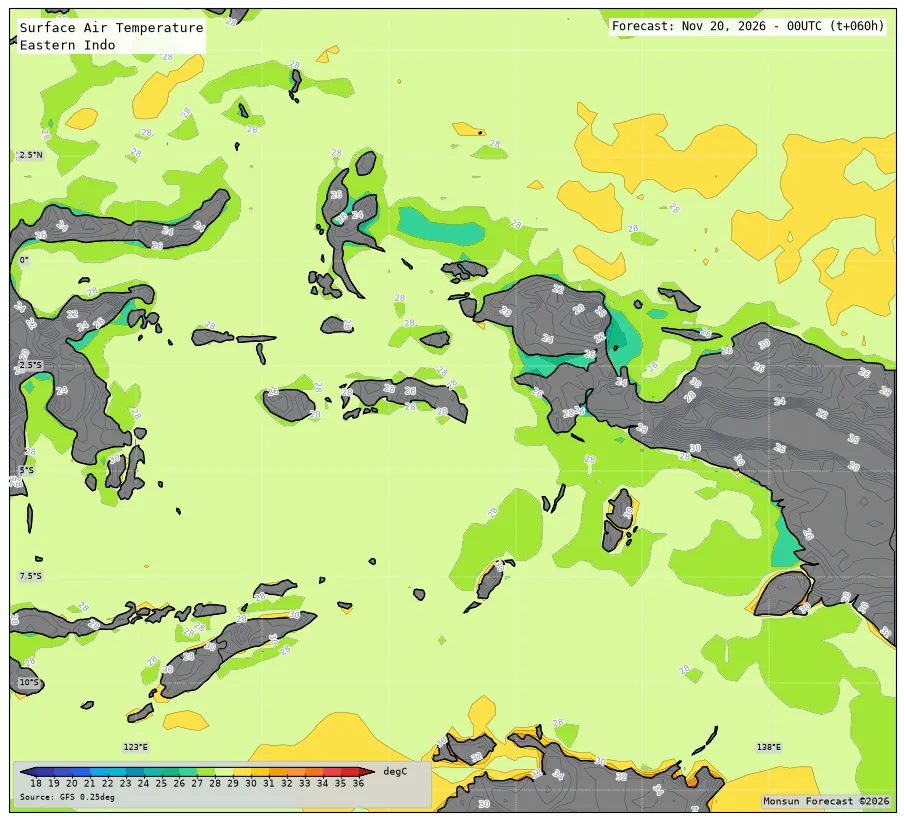 Surface Air Temperature
Eastern Indo
Forecast: Nov 20, 2026 - 00UTC (t+060h)
2.5°N
0°
2.5°S
5°S
7.5°S
10°S
123°E
138°E
18 19 20 21 22 23 24 25 26 27 28 29 30 31 32 33 34 35 36
degC
Source: GFS 0.25deg
Monsun Forecast ©2026